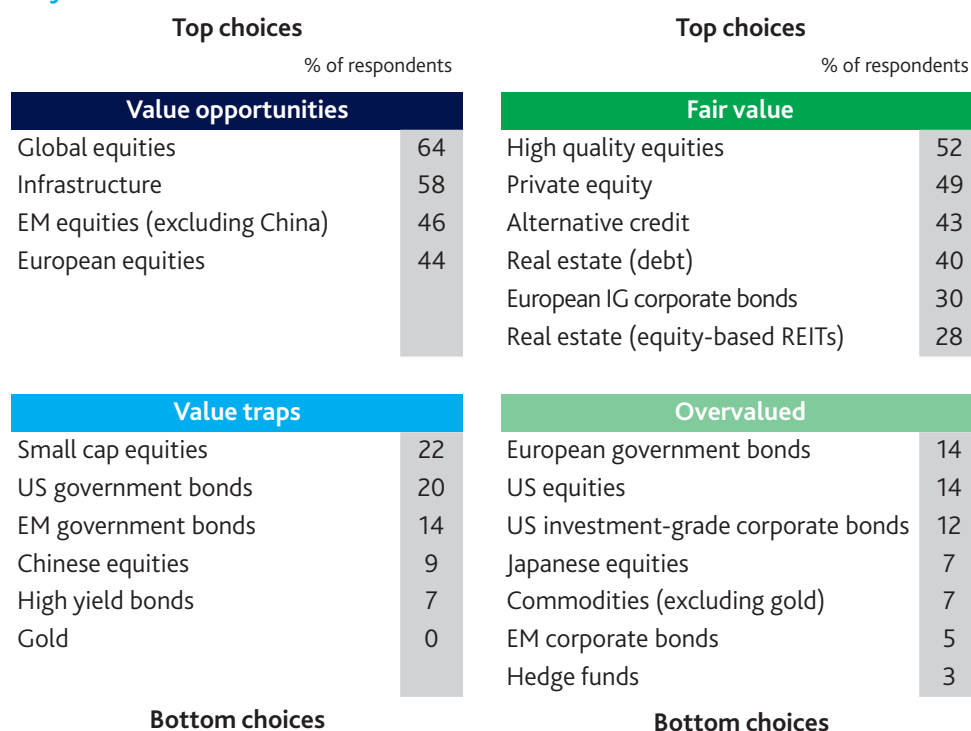 Top choices
% of respondents
Value opportunities
Global equities 64
Infrastructure 58
EM equities (excluding China) 46
European equities 44
Top choices
% of respondents
Fair value
High quality equities 52
Private equity 49
Alternative credit 43
Real estate (debt) 40
European IG corporate bonds 30
Real estate (equity-based REITs) 28
Value traps
Small cap equities 22
US government bonds 20
EM government bonds 14
Chinese equities 9
High yield bonds 7
Gold 0
Bottom choices
Overvalued
European government bonds 14
US equities 14
US investment-grade corporate bonds 12
Japanese equities 7
Commodities (excluding gold) 7
EM corporate bonds 5
Hedge funds 3
Bottom choices